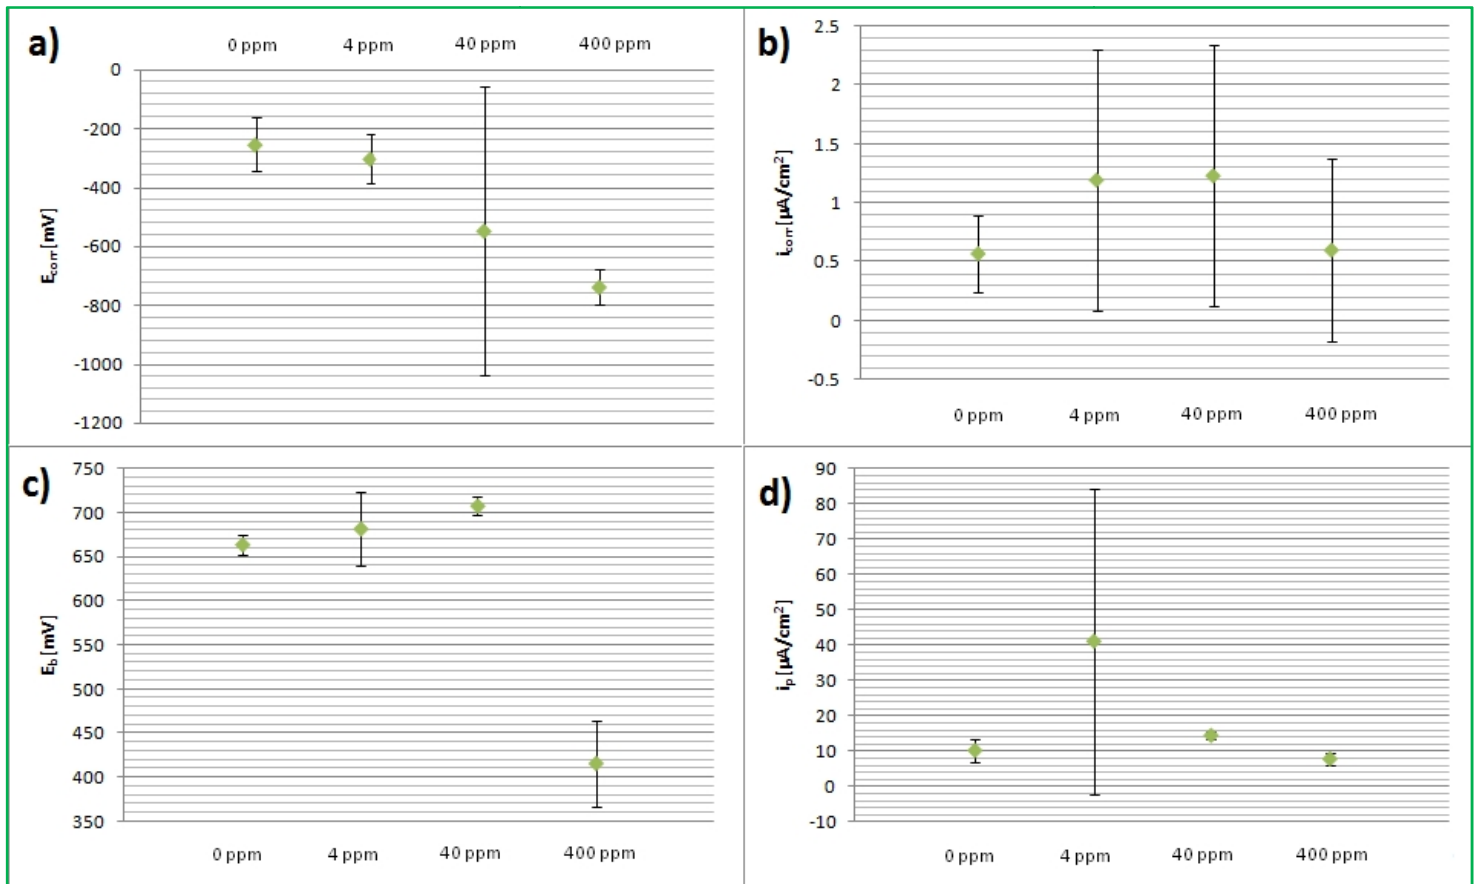 a)
0 ppm 4 ppm 40 ppm 400 ppm
0
-200
-400
-600
-800
-1000
-1200
Ecorr [mV]
b)
2.5
2
1.5
1
0.5
0
-0.5
icorr [µA/cm²]
0 ppm 4 ppm 40 ppm 400 ppm
c)
750
700
650
600
550
500
450
400
350
Eb [mV]
0 ppm 4 ppm 40 ppm 400 ppm
d)
90
80
70
60
50
40
30
20
10
0
-10
ip [µA/cm²]
0 ppm 4 ppm 40 ppm 400 ppm